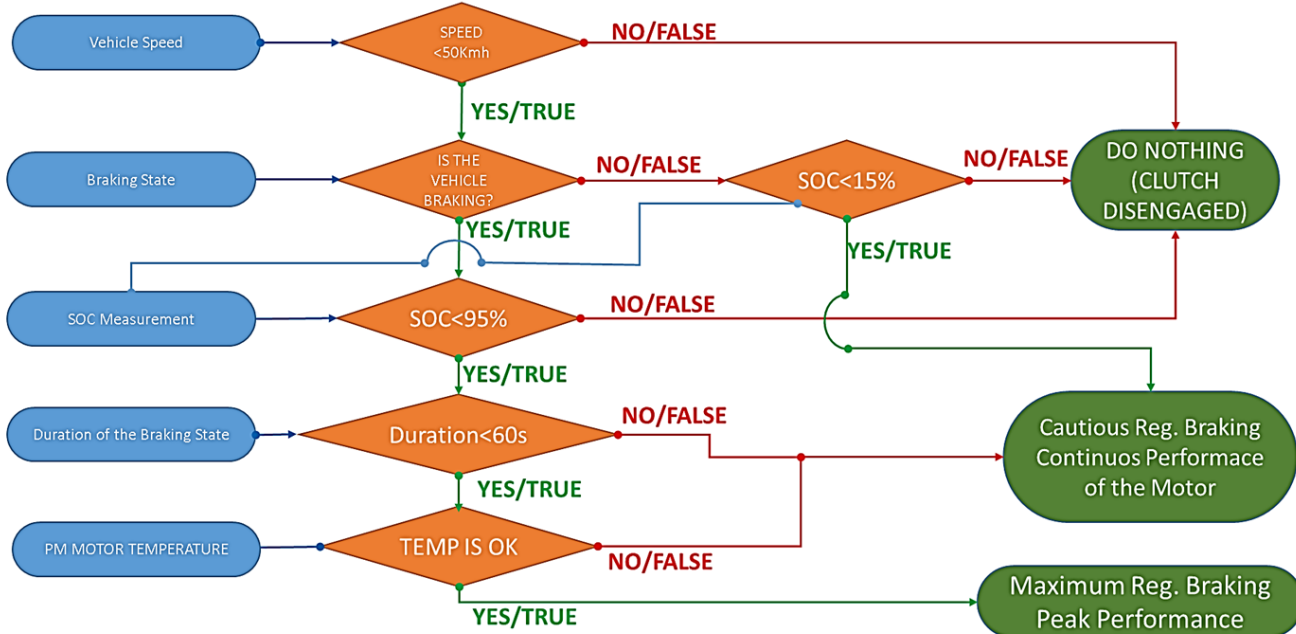 Vehicle Speed
SPEED
<50Kmh
NO/FALSE
YES/TRUE
Braking State
IS THE
VEHICLE
BRAKING?
NO/FALSE
SOC<15%
NO/FALSE
DO NOTHING
(CLUTCH
DISENGAGED)
YES/TRUE
YES/TRUE
SOC Measurement
SOC<95%
NO/FALSE
YES/TRUE
Duration of the Braking State
Duration<60s
NO/FALSE
Cautious Reg. Braking
Continuos Performace
of the Motor
YES/TRUE
PM MOTOR TEMPERATURE
TEMP IS OK
NO/FALSE
YES/TRUE
Maximum Reg. Braking
Peak Performance